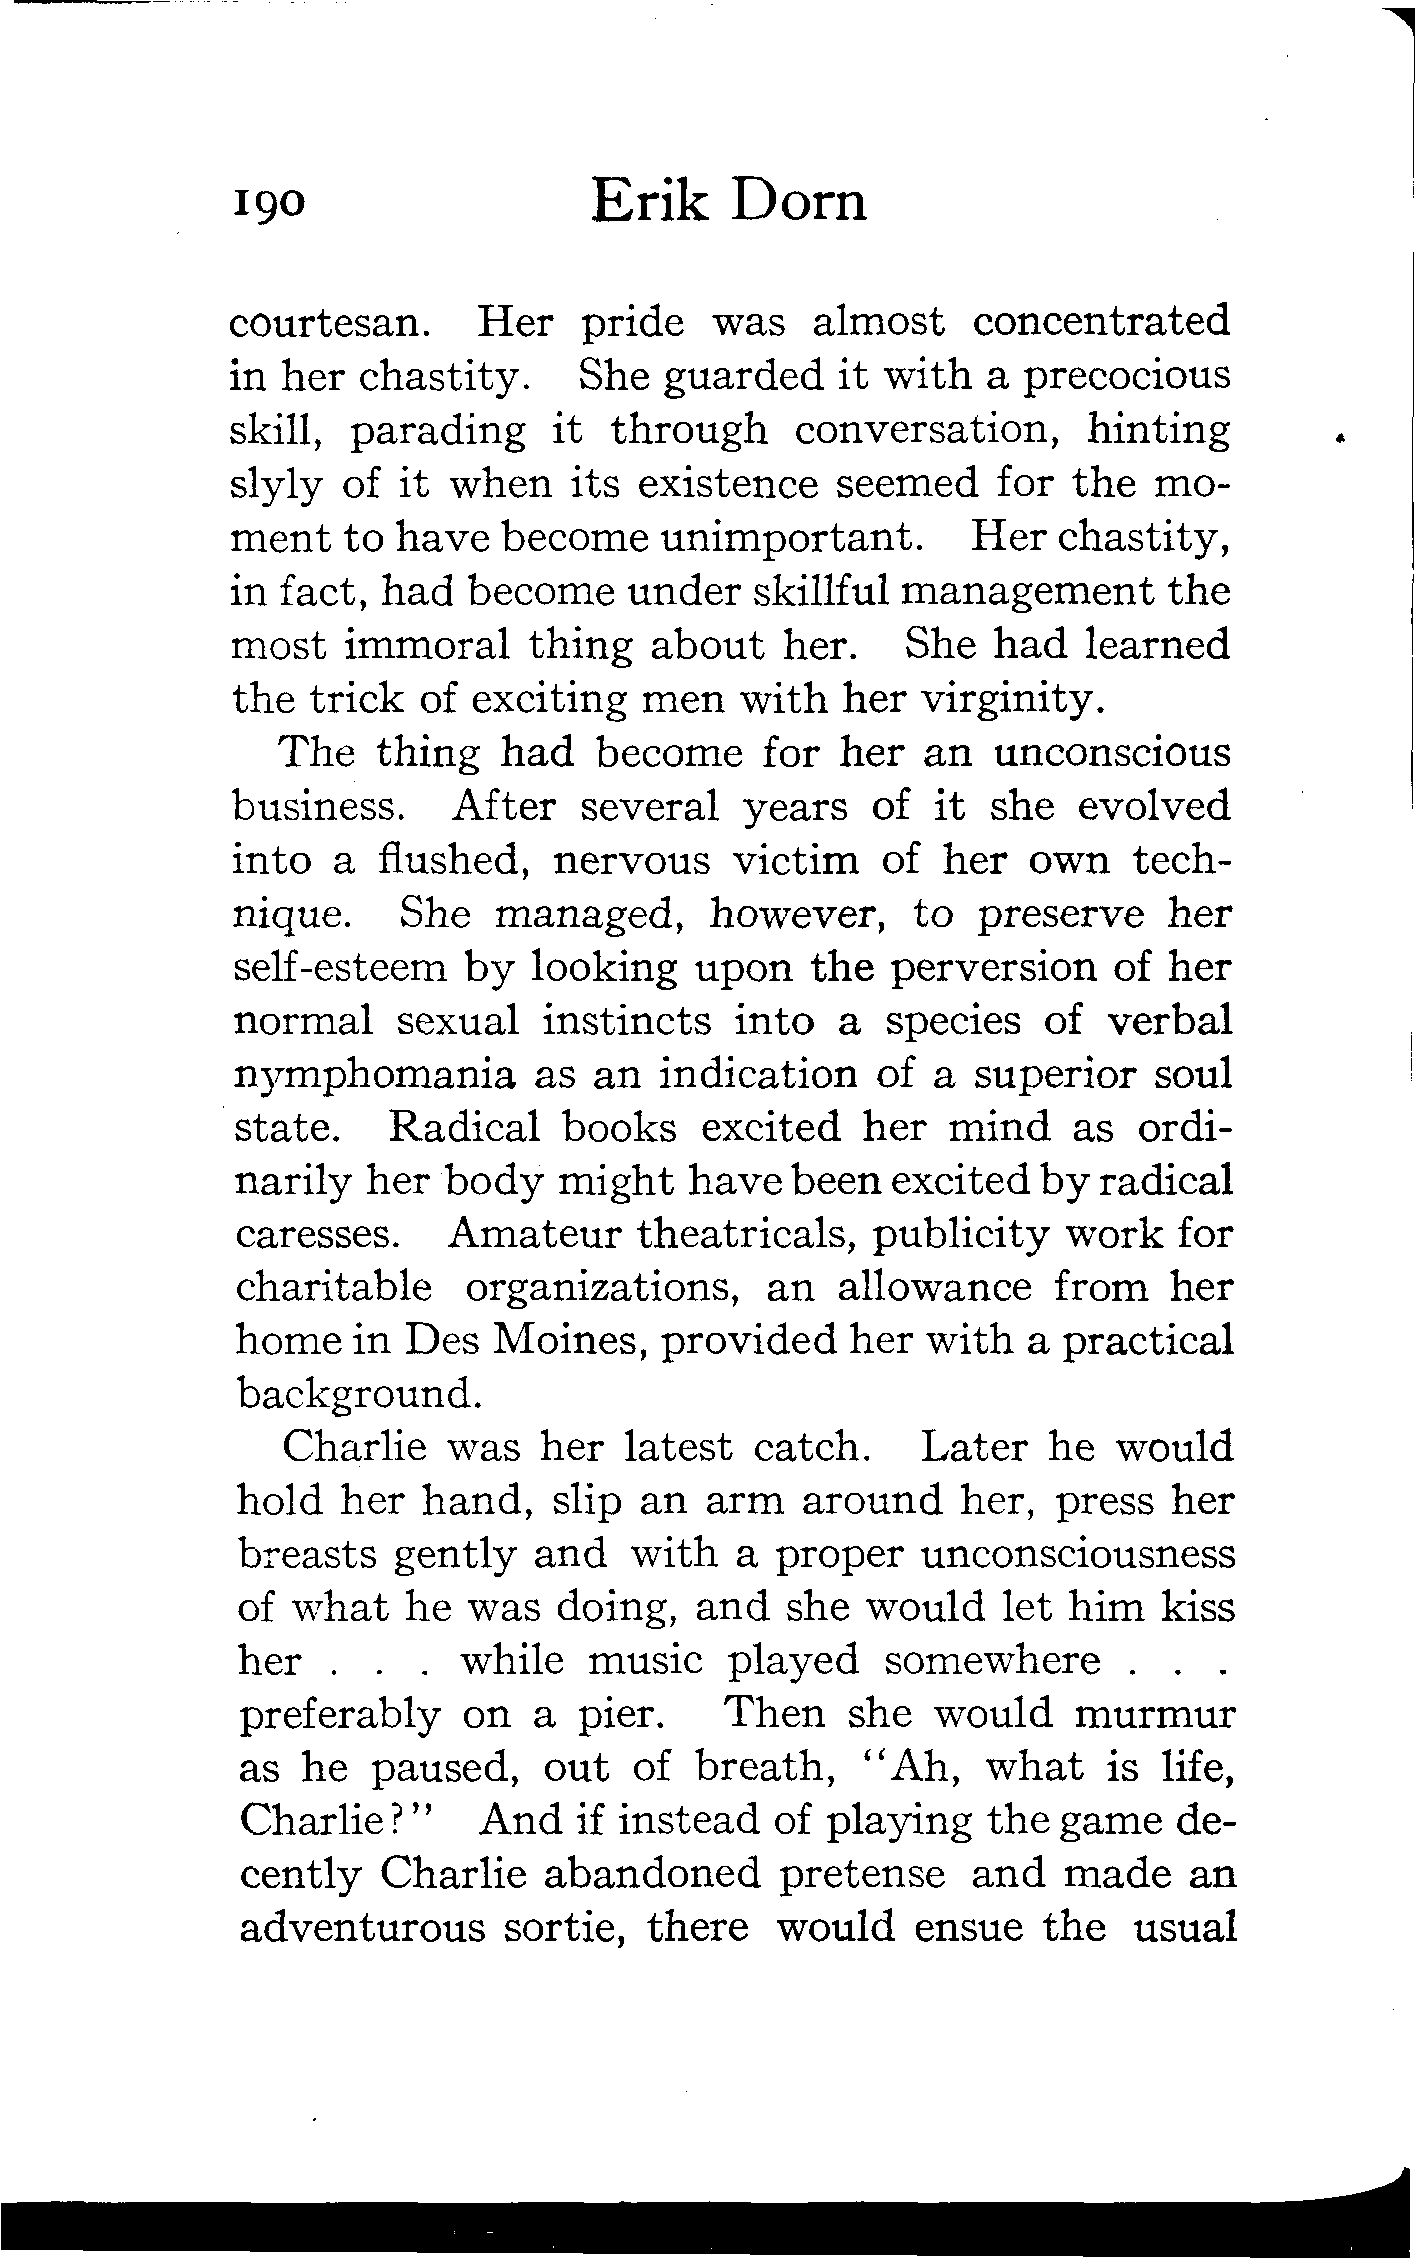 190 Erik Dorn
courtesan. Her pride was almost concentrated
in her chastity. She guarded it with a precocious
skill, parading it through conversation, hinting
slyly of it when its existence seemed for the mo-
ment to have become unimportant. Her chastity,
in fact, had become under skillful management the
most immoral thing about her. She had learned
the trick of exciting men with her virginity.
The thing had become for her an unconscious
business. After several years of it she evolved
into a flushed, nervous victim of her own tech-
nique. She managed, however, to preserve her
self-esteem by looking upon the perversion of her
normal sexual instincts into a species of verbal
nymphomania as an indication of a superior soul
state. Radical books excited her mind as ordi-
narily her body might have been excited by radical
caresses. Amateur theatricals, publicity work for
charitable organizations, an allowance from her
home in Des Moines, provided her with a practical
background.
Charlie was her latest catch. Later he would
hold her hand, slip an arm around her, press her
breasts gently and with a proper unconsciousness
of what he was doing, and she would let him kiss
her . . . while music played somewhere . . .
preferably on a pier. Then she would murmur
as he paused, out of breath, "Ah, what is life,
Charlie?" And if instead of playing the game de-
cently Charlie abandoned pretense and made an
adventurous sortie, there would ensue the usual